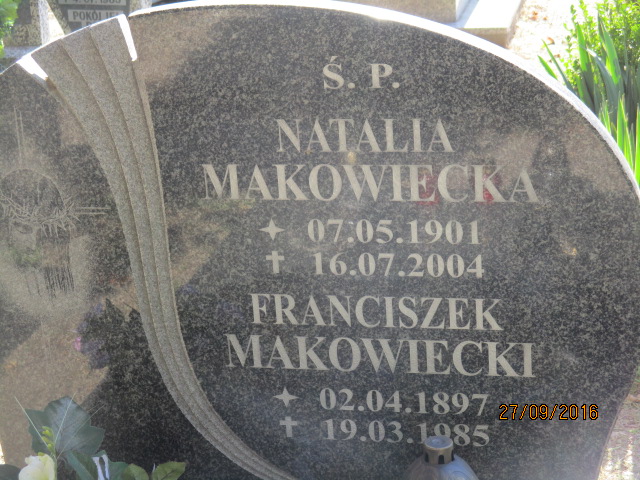 POKÓJ
Ś. P.
NATALIA
MAKOWIECKA
07.05.1901
16.07.2004
FRANCISZEK
MAKOWIECKI
02.04.1897
19.03.1985
27/09/2016